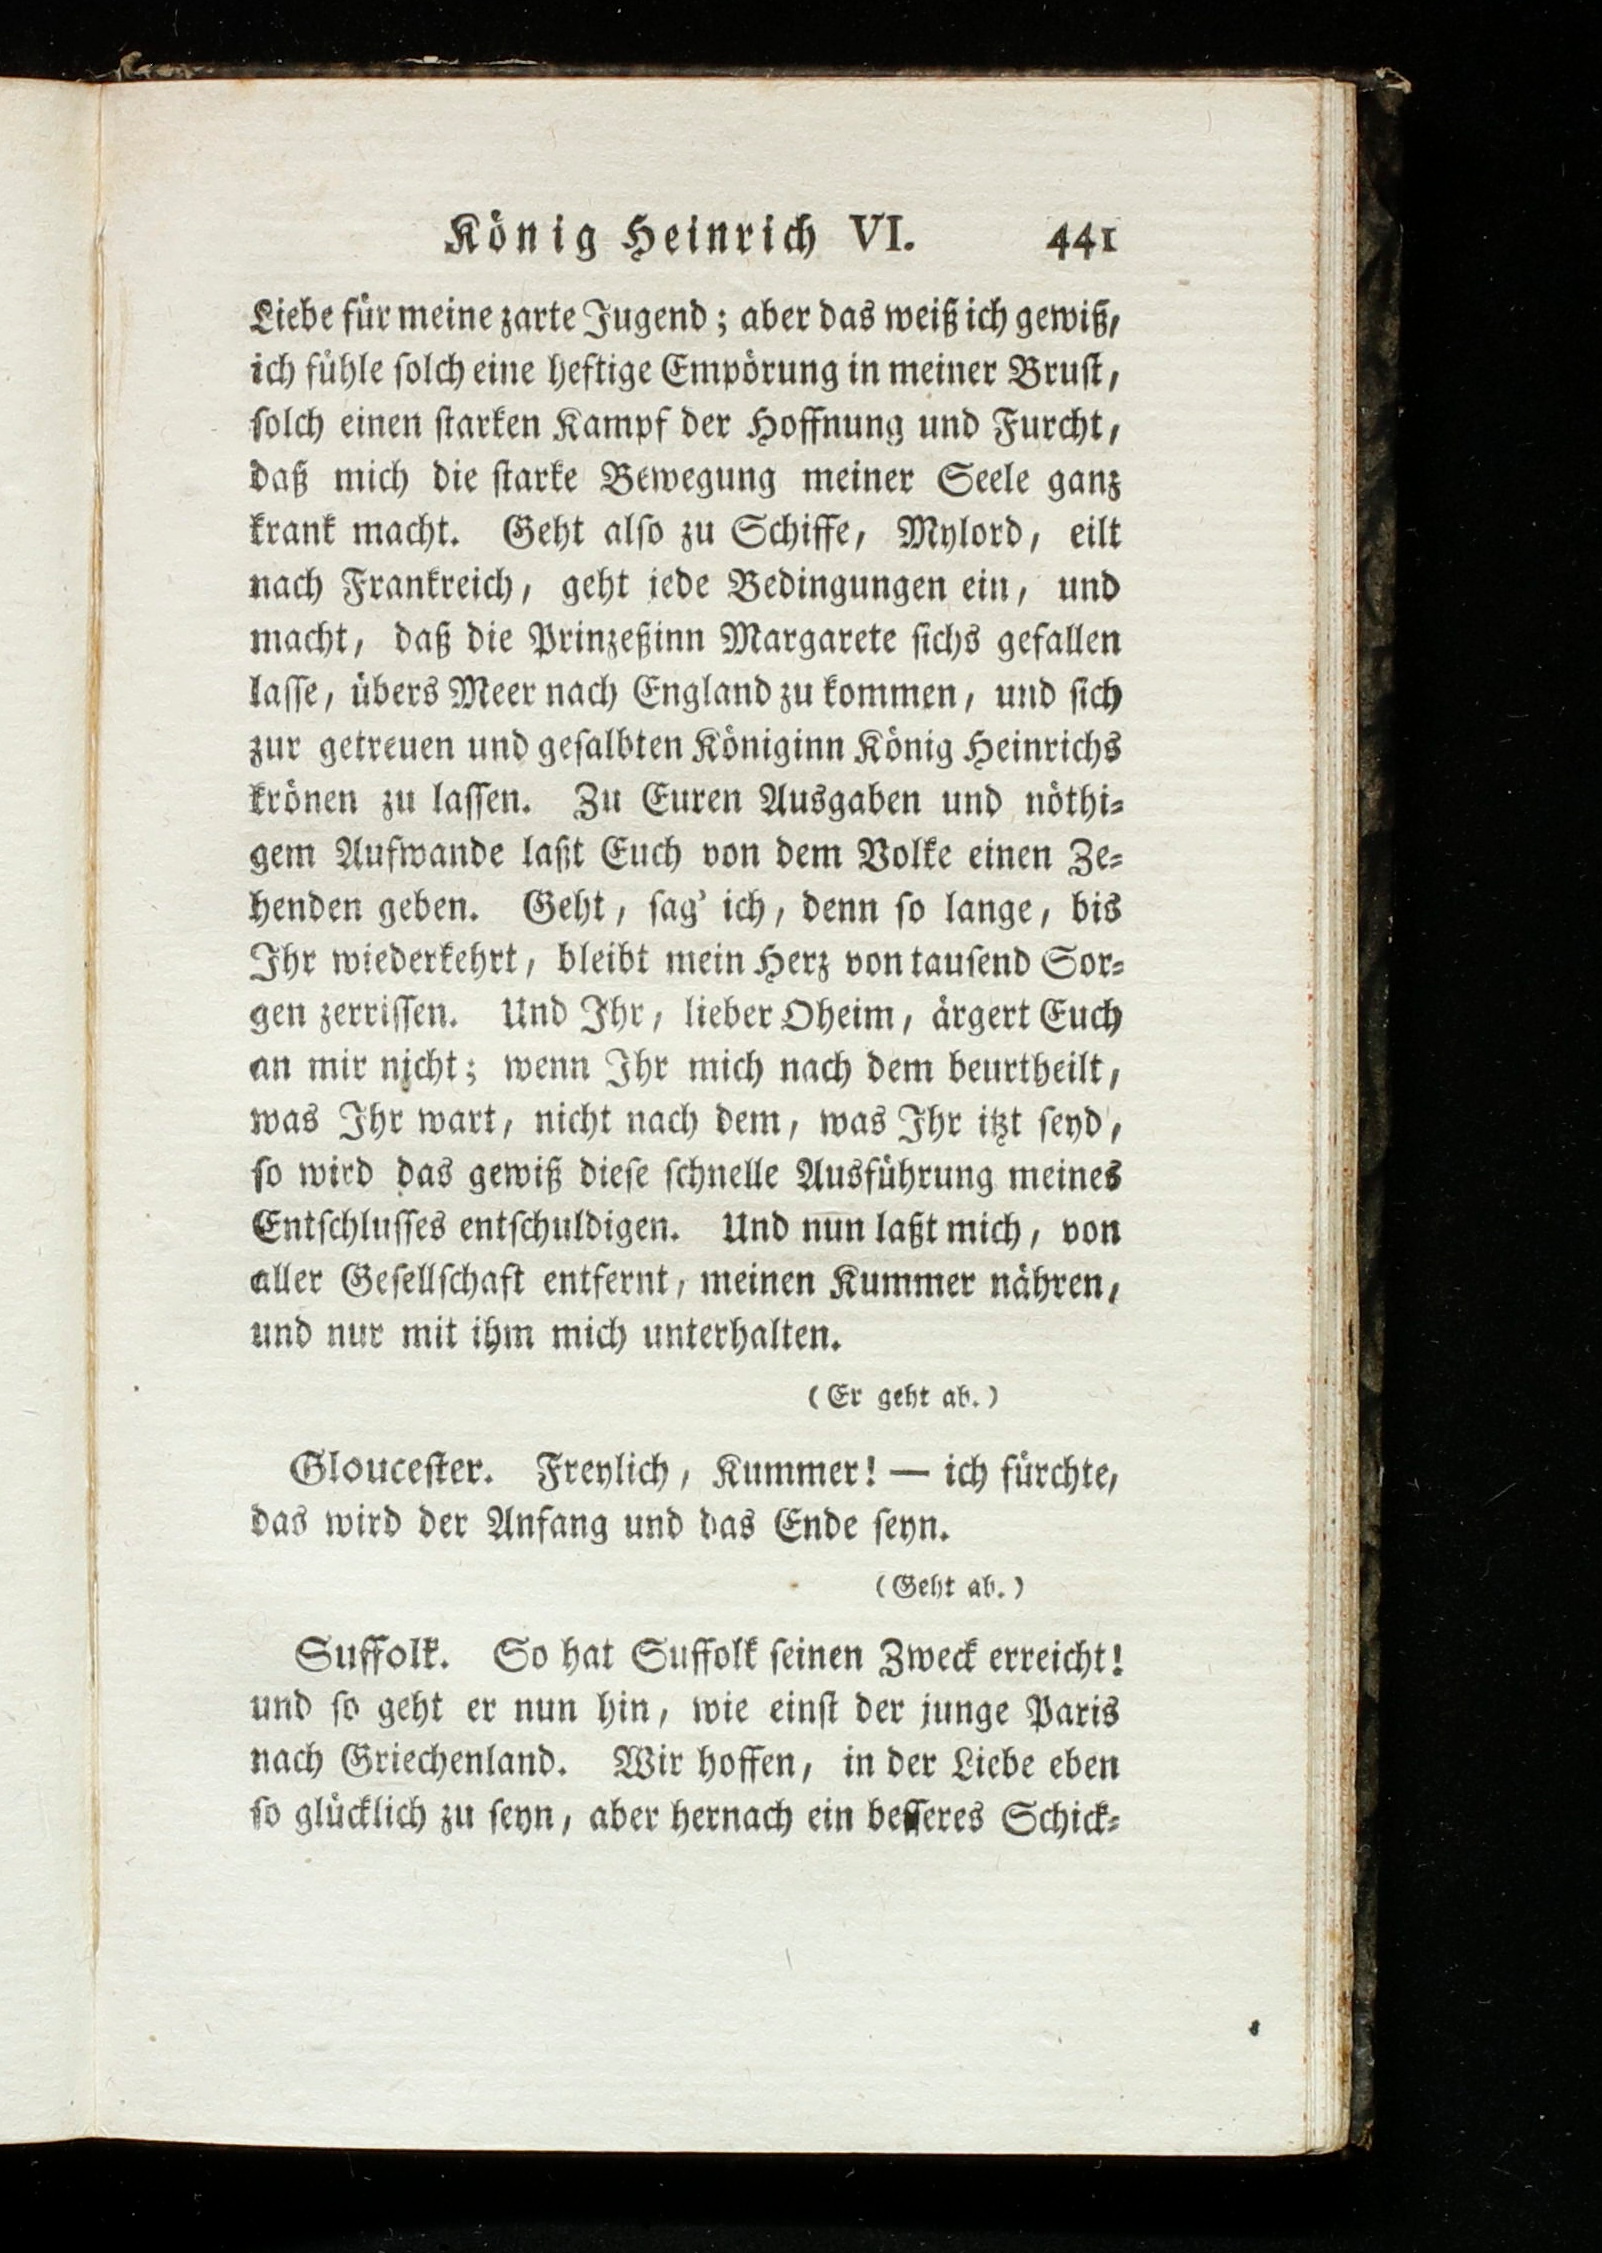 König Heinrich VI. 441
Liebe für meine zarte Jugend; aber das weiß ich gewiß,
ich fühle ſolch eine heftige Empörung in meiner Bruſt,
ſolch einen ſtarken Kampf der Hoffnung und Furcht,
daß mich die ſtarke Bewegung meiner Seele ganz
krank macht. Geht alſo zu Schiffe, Mylord, eilt
nach Frankreich, geht jede Bedingungen ein, und
macht, daß die Prinzeßinn Margarete ſichs gefallen
laſſe, übers Meer nach England zu kommen, und ſich
zur getreuen und geſalbten Königinn König Heinrichs
krönen zu laſſen. Zu Euren Ausgaben und nöthi⸗
gem Aufwande laßt Euch von dem Volke einen Ze⸗
henden geben. Geht, ſag' ich, denn ſo lange, bis
Ihr wiederkehrt, bleibt mein Herz von tauſend Sor⸗
gen zerriſſen. Und Ihr, lieber Oheim, ärgert Euch
an mir nicht; wenn Ihr mich nach dem beurtheilt,
was Ihr wart, nicht nach dem, was Ihr itzt ſeyd,
ſo wird das gewiß dieſe ſchnelle Ausführung meines
Entſchluſſes entſchuldigen. Und nun laßt mich, von
aller Geſellſchaft entfernt, meinen Kummer nähren,
und nur mit ihm mich unterhalten.
(Er geht ab.)
Glouceſter. Freylich, Kummer! — ich fürchte,
das wird der Anfang und das Ende ſeyn.
(Geht ab.)
Suffolk. So hat Suffolk ſeinen Zweck erreicht!
und ſo geht er nun hin, wie einſt der junge Paris
nach Griechenland. Wir hoffen, in der Liebe eben
ſo glücklich zu ſeyn, aber hernach ein beſſeres Schick⸗